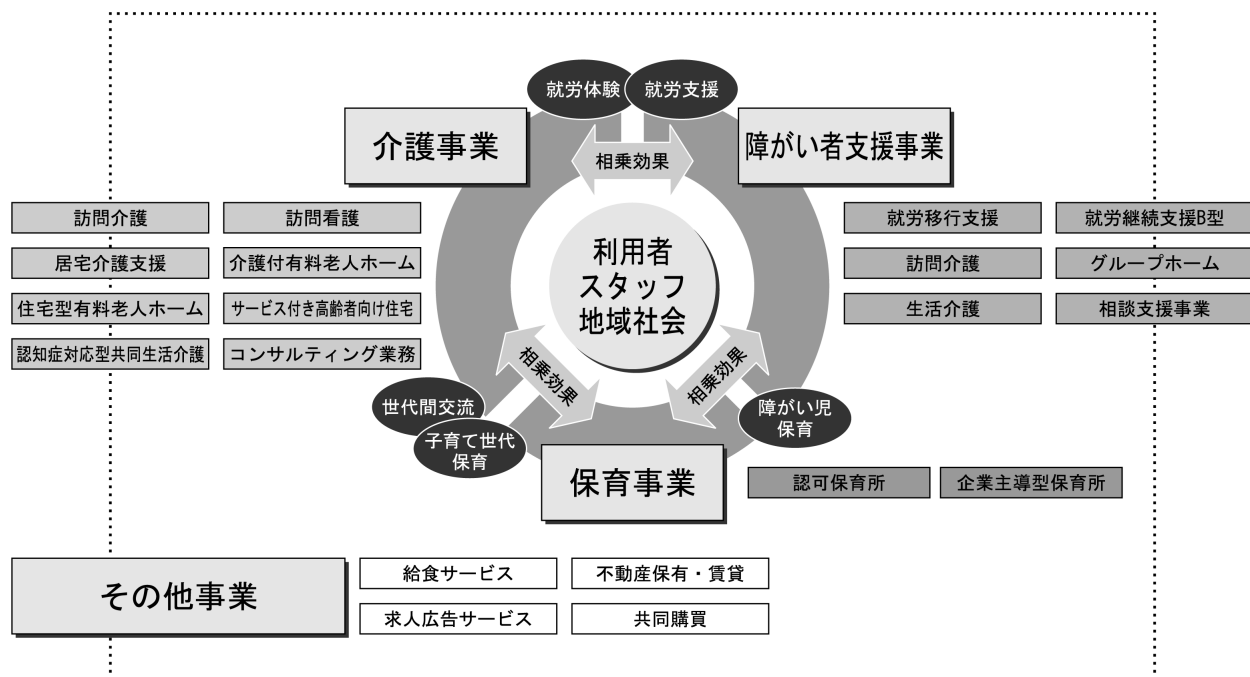 就労体験
就労支援
介護事業
障がい者支援事業
相乗効果
訪問介護
訪問看護
居宅介護支援
介護付有料老人ホーム
住宅型有料老人ホーム
サービス付き高齢者向け住宅
認知症対応型共同生活介護
コンサルティング業務
利用者
スタッフ
地域社会
就労移行支援
就労継続支援B型
訪問介護
グループホーム
生活介護
相談支援事業
相乗効果
相乗効果
世代間交流
子育て世代
保育
障がい児
保育
保育事業
認可保育所
企業主導型保育所
その他事業
給食サービス
不動産保有・賃貸
求人広告サービス
共同購買